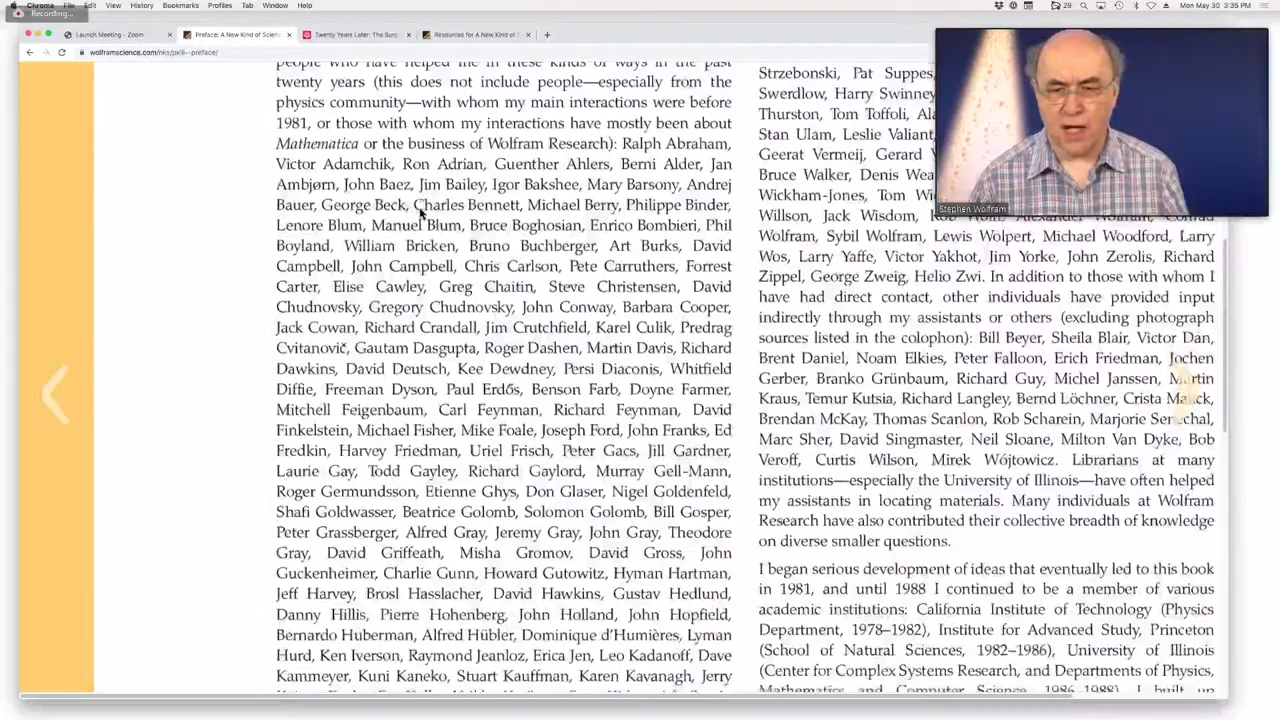 Chrome File Edit View History Bookmarks Profiles Tab Window Help
29 Mon May 30 3:35 PM
Recording...
Launch Meeting - Zoom
Preface: A New Kind of Scienc
Twenty Years Later: The Surp
Resources for A New Kind of S
wolframscience.com/nks/pxiii--preface/
people who have helped me in these kinds of ways in the past
twenty years (this does not include people—especially from the
physics community—with whom my main interactions were before
1981, or those with whom my interactions have mostly been about
Mathematica or the business of Wolfram Research): Ralph Abraham,
Victor Adamchik, Ron Adrian, Guenther Ahlers, Berni Alder, Jan
Ambjørn, John Baez, Jim Bailey, Igor Bakshee, Mary Barsony, Andrej
Bauer, George Beck, Charles Bennett, Michael Berry, Philippe Binder,
Lenore Blum, Manuel Blum, Bruce Boghosian, Enrico Bombieri, Phil
Boyland, William Bricken, Bruno Buchberger, Art Burks, David
Campbell, John Campbell, Chris Carlson, Pete Carruthers, Forrest
Carter, Elise Cawley, Greg Chaitin, Steve Christensen, David
Chudnovsky, Gregory Chudnovsky, John Conway, Barbara Cooper,
Jack Cowan, Richard Crandall, Jim Crutchfield, Karel Culik, Predrag
Cvitanovič, Gautam Dasgupta, Roger Dashen, Martin Davis, Richard
Dawkins, David Deutsch, Kee Dewdney, Persi Diaconis, Whitfield
Diffie, Freeman Dyson, Paul Erdős, Benson Farb, Doyne Farmer,
Mitchell Feigenbaum, Carl Feynman, Richard Feynman, David
Finkelstein, Michael Fisher, Mike Foale, Joseph Ford, John Franks, Ed
Fredkin, Harvey Friedman, Uriel Frisch, Peter Gacs, Jill Gardner,
Laurie Gay, Todd Gayley, Richard Gaylord, Murray Gell-Mann,
Roger Germundsson, Etienne Ghys, Don Glaser, Nigel Goldenfeld,
Shafi Goldwasser, Beatrice Golomb, Solomon Golomb, Bill Gosper,
Peter Grassberger, Alfred Gray, Jeremy Gray, John Gray, Theodore
Gray, David Griffeath, Misha Gromov, David Gross, John
Guckenheimer, Charlie Gunn, Howard Gutowitz, Hyman Hartman,
Jeff Harvey, Brosl Hasslacher, David Hawkins, Gustav Hedlund,
Danny Hillis, Pierre Hohenberg, John Holland, John Hopfield,
Bernardo Huberman, Alfred Hübler, Dominique d'Humières, Lyman
Hurd, Ken Iverson, Raymond Jeanloz, Erica Jen, Leo Kadanoff, Dave
Kammeyer, Kuni Kaneko, Stuart Kauffman, Karen Kavanagh, Jerry
Strzebonski, Pat Suppes,
Swerdlow, Harry Swinney
Thurston, Tom Toffoli,
Stan Ulam, Leslie Valiant,
Geerat Vermeij, Gerard
Bruce Walker, Denis
Wickham-Jones, Tom
Willson, Jack Wisdom,
Wolfram, Sybil Wolfram, Lewis Wolpert, Michael Woodford, Larry
Wos, Larry Yaffe, Victor Yakhot, Jim Yorke, John Zerolis, Richard
Zippel, George Zweig, Helio Zwi. In addition to those with whom I
have had direct contact, other individuals have provided input
indirectly through my assistants or others (excluding photograph
sources listed in the colophon): Bill Beyer, Sheila Blair, Victor Dan,
Brent Daniel, Noam Elkies, Peter Falloon, Erich Friedman, Jochen
Gerber, Branko Grünbaum, Richard Guy, Michel Janssen, Martin
Kraus, Temur Kutsia, Richard Langley, Bernd Löchner, Crista
Brendan McKay, Thomas Scanlon, Rob Scharein, Marjorie Senechal,
Marc Sher, David Singmaster, Neil Sloane, Milton Van Dyke, Bob
Veroff, Curtis Wilson, Mirek Wójtowicz. Librarians at many
institutions—especially the University of Illinois—have often helped
my assistants in locating materials. Many individuals at Wolfram
Research have also contributed their collective breadth of knowledge
on diverse smaller questions.
I began serious development of ideas that eventually led to this book
in 1981, and until 1988 I continued to be a member of various
academic institutions: California Institute of Technology (Physics
Department, 1978–1982), Institute for Advanced Study, Princeton
(School of Natural Sciences, 1982–1986), University of Illinois
(Center for Complex Systems Research, and Departments of Physics,
Mathematics and Computer Science, 1986–1988). I built up
Stephen Wolfram